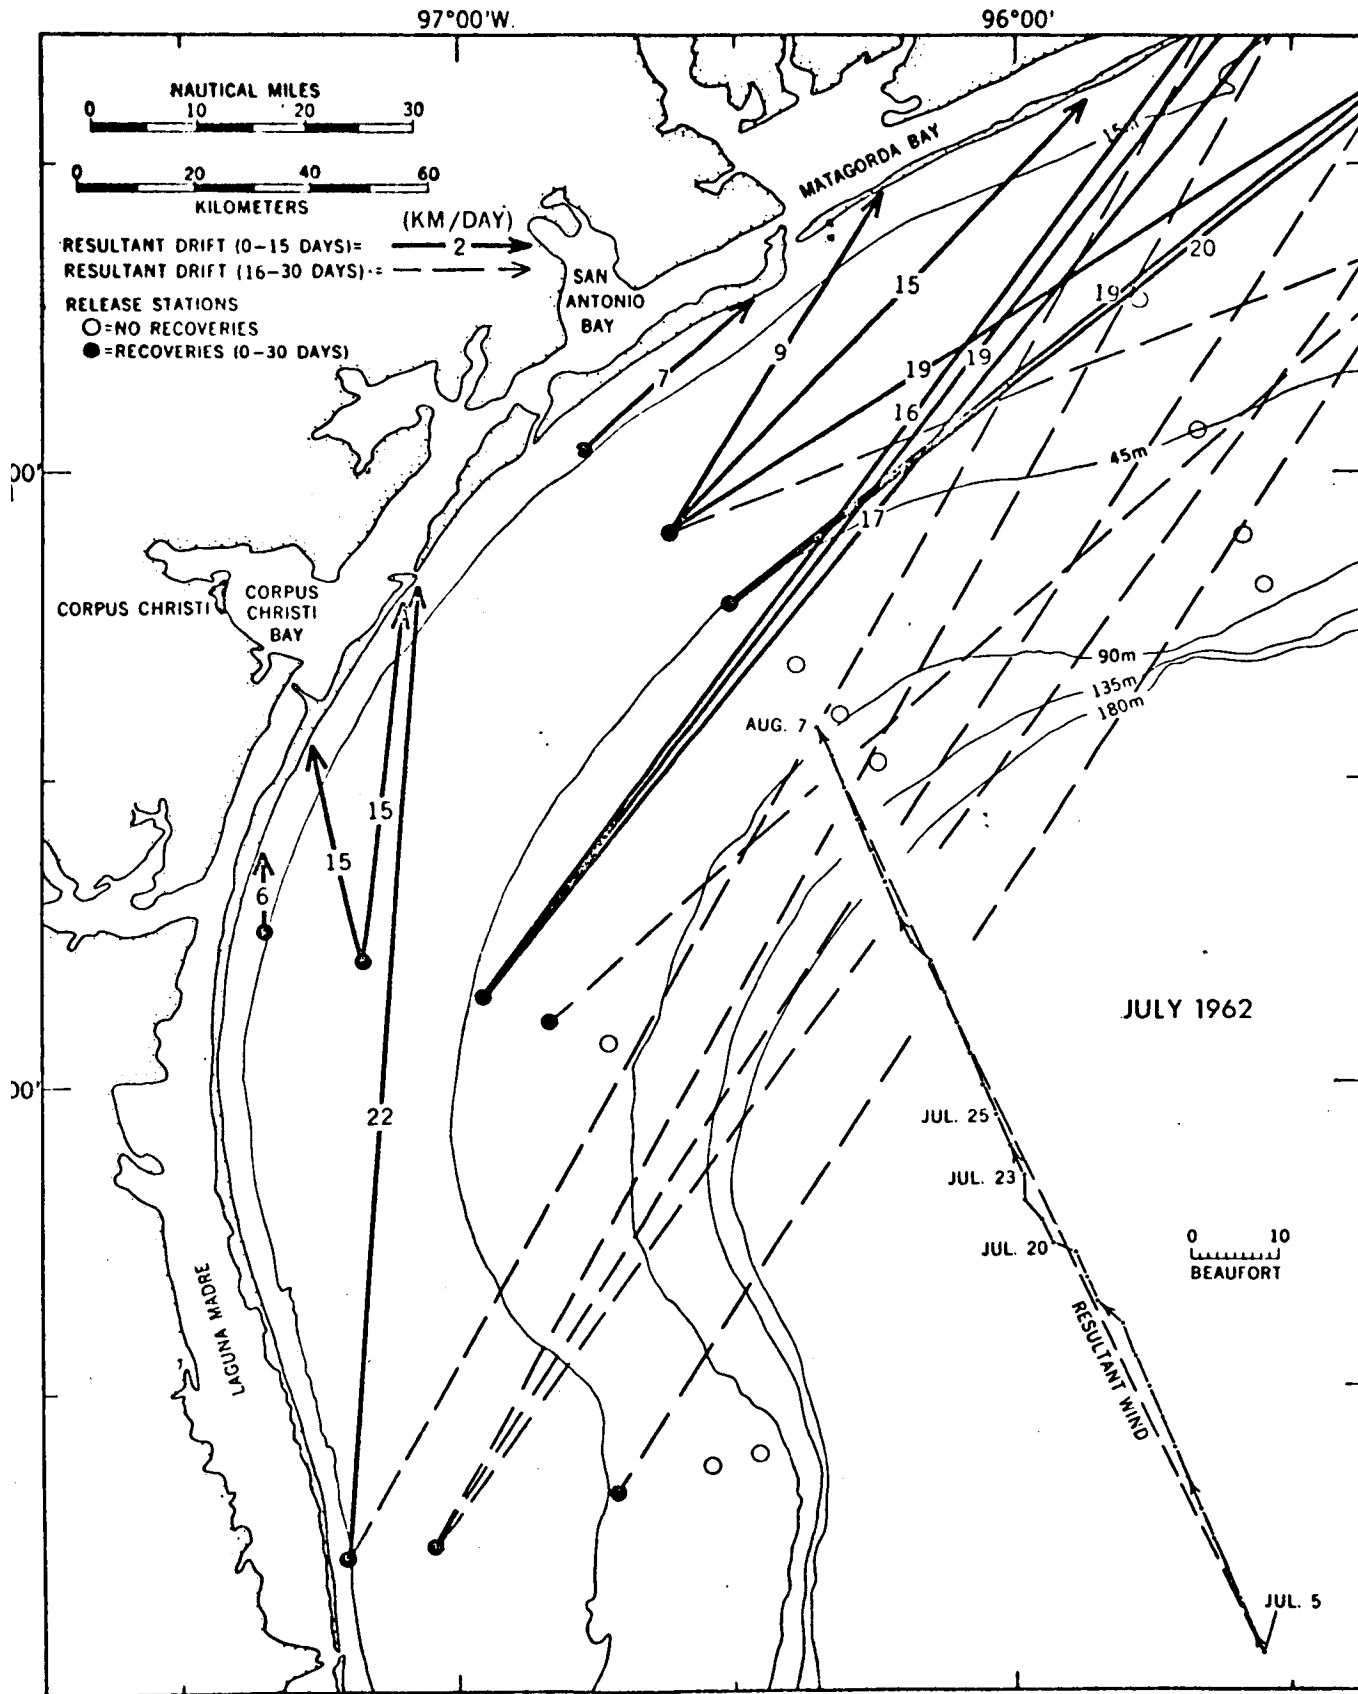 97°00'W.
96°00'
NAUTICAL MILES
0 10 20 30
0 20 40 60
KILOMETERS
(KM/DAY)
RESULTANT DRIFT (0-15 DAYS)= 2
RESULTANT DRIFT (16-30 DAYS)-=
RELEASE STATIONS
=NO RECOVERIES
=RECOVERIES (0-30 DAYS)
MATAGORDA BAY
15m
SAN
ANTONIO
BAY
20
15
19
9
19
19
7
16
45m
00'
17
CORPUS CHRISTI
CORPUS
CHRISTI
BAY
90m
135m
180m
AUG. 7
15
15
6
JULY 1962
00'
22
JUL. 25
JUL. 23
JUL. 20
0 10
BEAUFORT
LAGUNA MADRE
RESULTANT WIND
JUL. 5